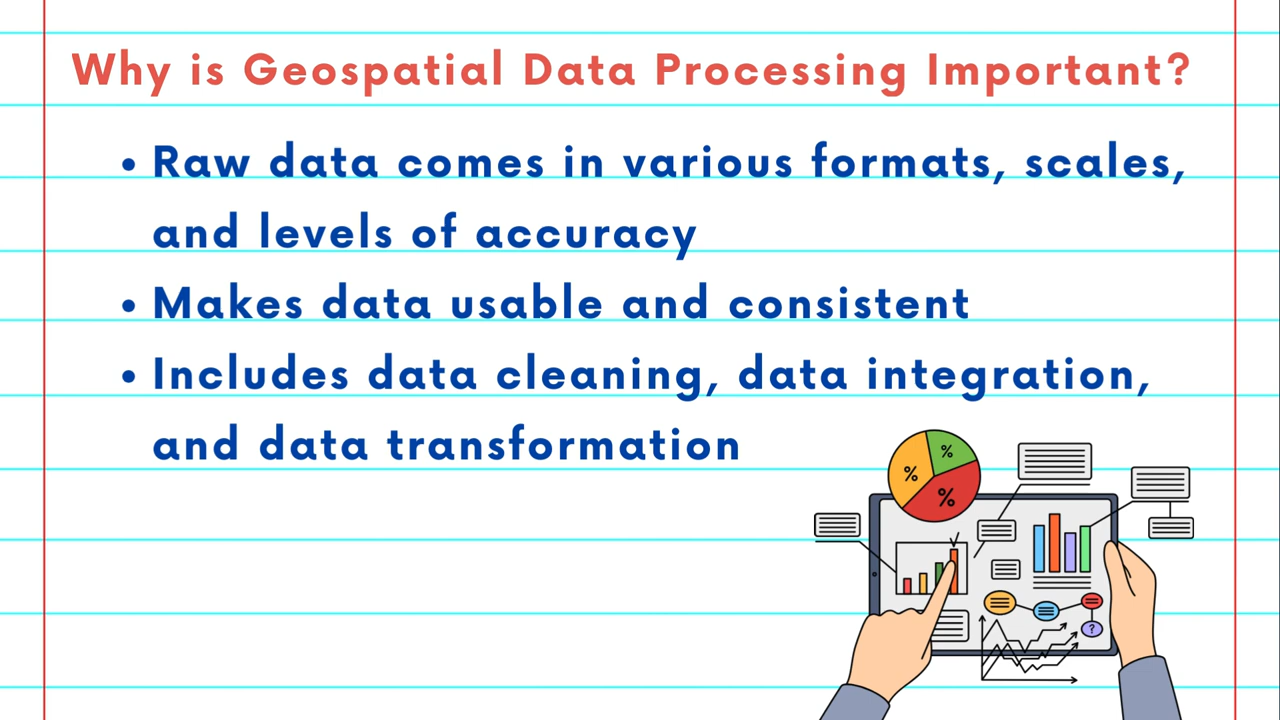 Why is Geospatial Data Processing Important?
• Raw data comes in various formats, scales,
and levels of accuracy
• Makes data usable and consistent
• Includes data cleaning, data integration,
and data transformation
%
%
%
?